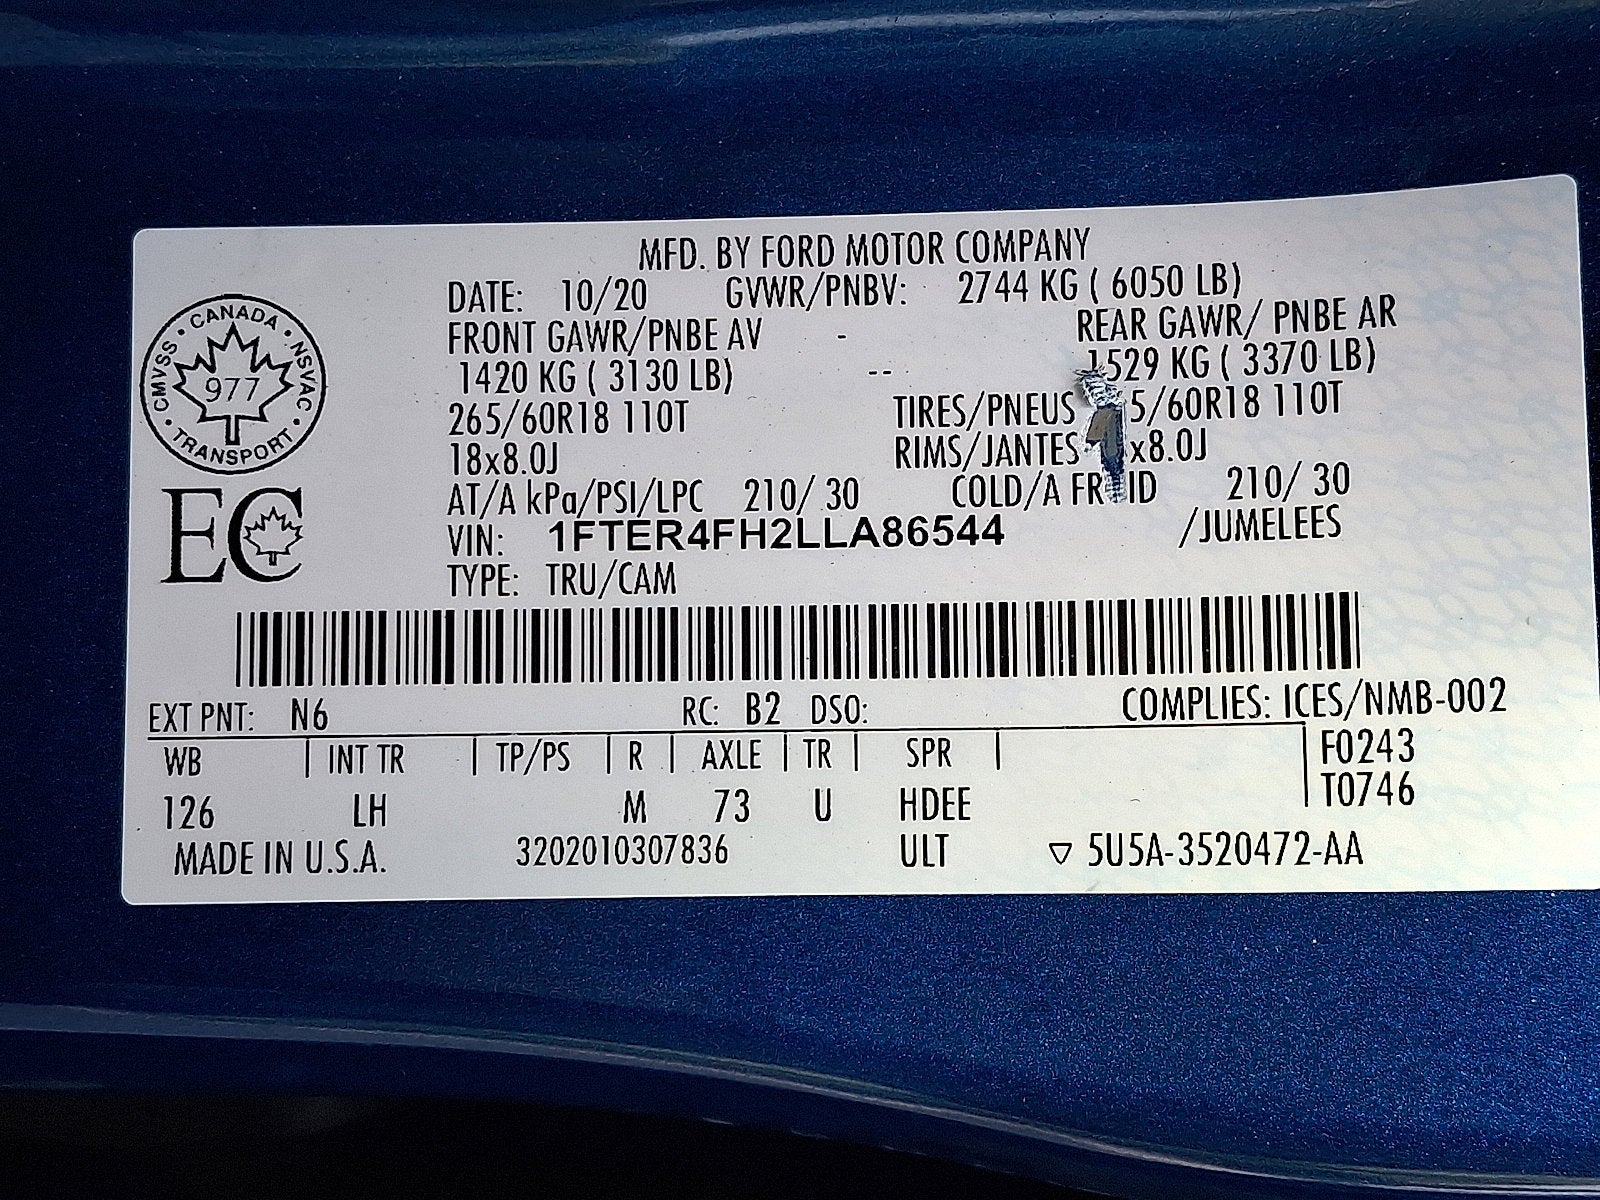 MFD. BY FORD MOTOR COMPANY
DATE: 10/20 GVWR/PNBV: 2744 KG ( 6050 LB)
FRONT GAWR/PNBE AV - REAR GAWR/ PNBE AR
1420 KG ( 3130 LB) -- 1529 KG ( 3370 LB)
265/60R18 110T TIRES/PNEUS 5/60R18 110T
18x8.0J RIMS/JANTES x8.0J
AT/A kPa/PSI/LPC 210/ 30 COLD/A FR ID 210/ 30
VIN: 1FTER4FH2LLA86544 /JUMELEES
TYPE: TRU/CAM
CANADA • NSVAC • TRANSPORT • CMVSS •
977
EC
EXT PNT: N6 RC: B2 DSO: COMPLIES: ICES/NMB-002
WB | INT TR | TP/PS | R | AXLE | TR | SPR | | F0243
126 LH M 73 U HDEE | T0746
MADE IN U.S.A. 3202010307836 ULT ▽ 5U5A-3520472-AA